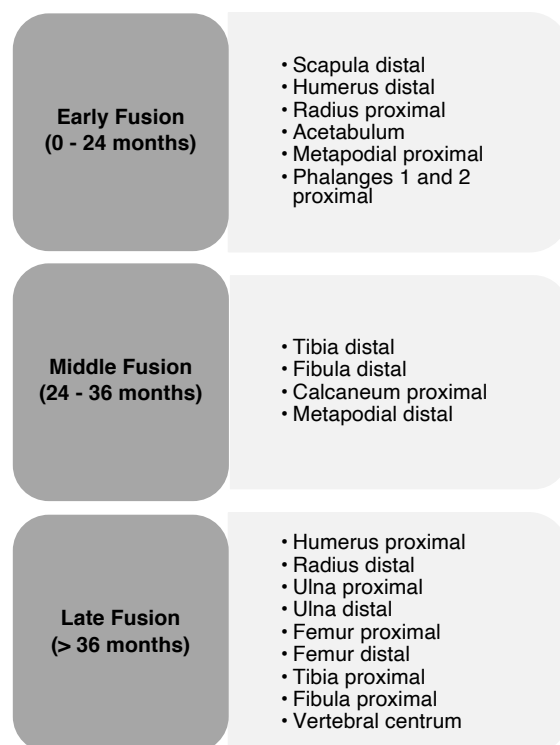 Early Fusion
(0 - 24 months)
• Scapula distal
• Humerus distal
• Radius proximal
• Acetabulum
• Metapodial proximal
• Phalanges 1 and 2
proximal
Middle Fusion
(24 - 36 months)
• Tibia distal
• Fibula distal
• Calcaneum proximal
• Metapodial distal
Late Fusion
(> 36 months)
• Humerus proximal
• Radius distal
• Ulna proximal
• Ulna distal
• Femur proximal
• Femur distal
• Tibia proximal
• Fibula proximal
• Vertebral centrum